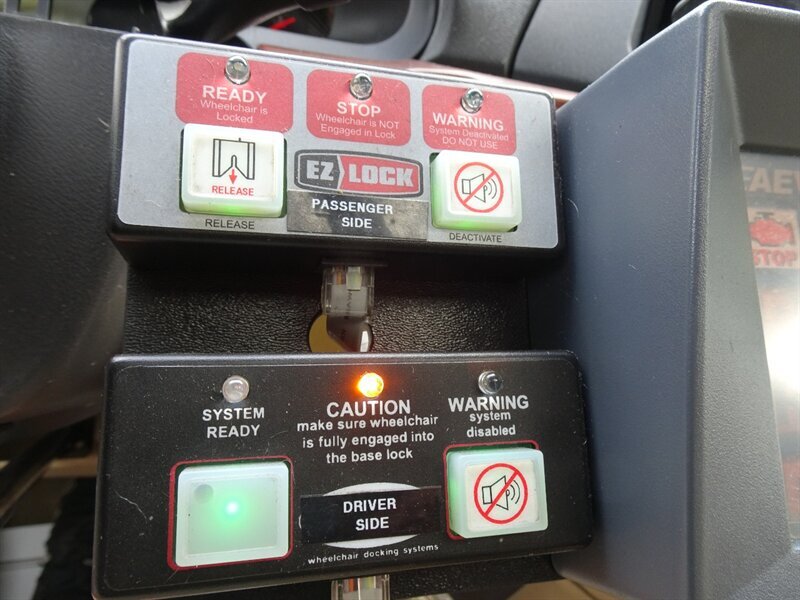 READY
Wheelchair is
Locked
STOP
Wheelchair is NOT
Engaged in Lock
WARNING
System Deactivated
DO NOT USE
RELEASE
EZ LOCK
PASSENGER
SIDE
RELEASE
DEACTIVATE
STOP
SYSTEM
READY
CAUTION
make sure wheelchair
is fully engaged into
the base lock
WARNING
system
disabled
DRIVER
SIDE
wheelchair docking systems